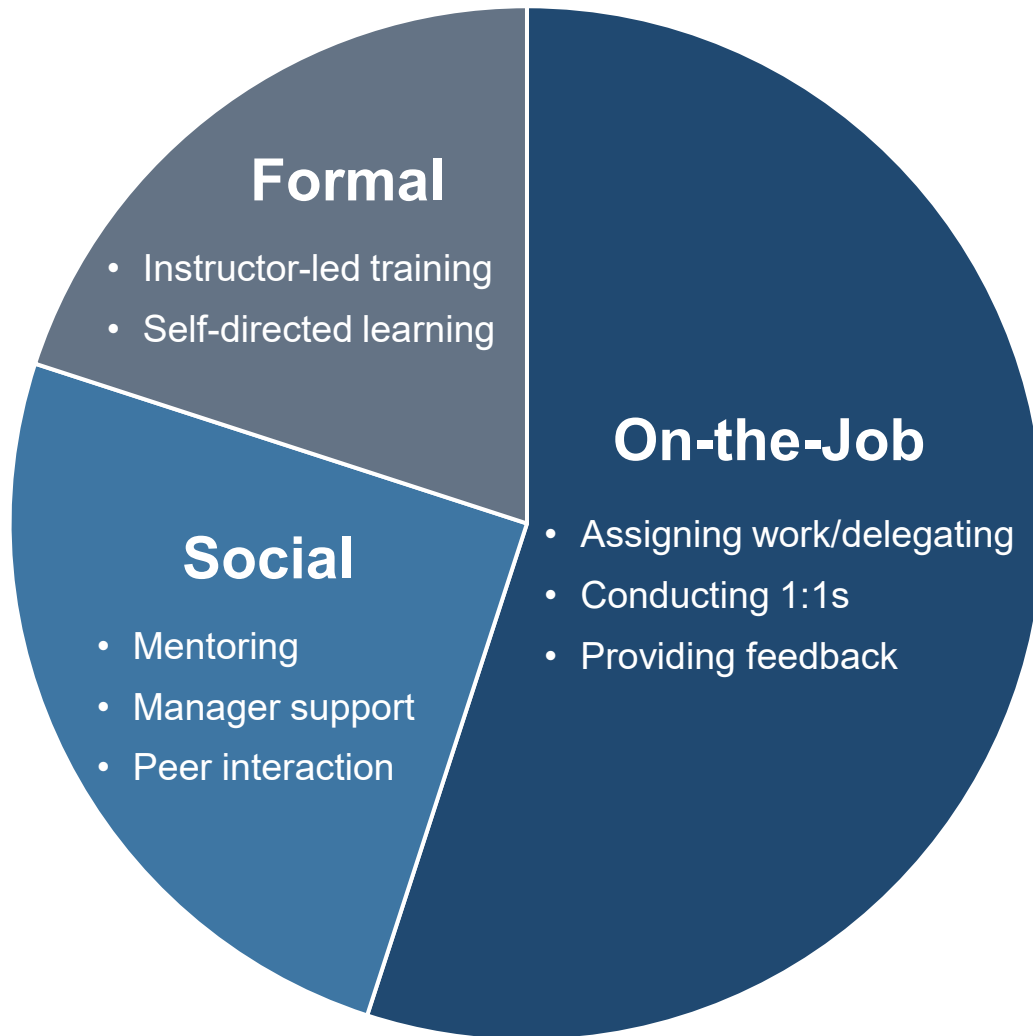 Formal
• Instructor-led training
• Self-directed learning
On-the-Job
• Assigning work/delegating
• Conducting 1:1s
• Providing feedback
Social
• Mentoring
• Manager support
• Peer interaction